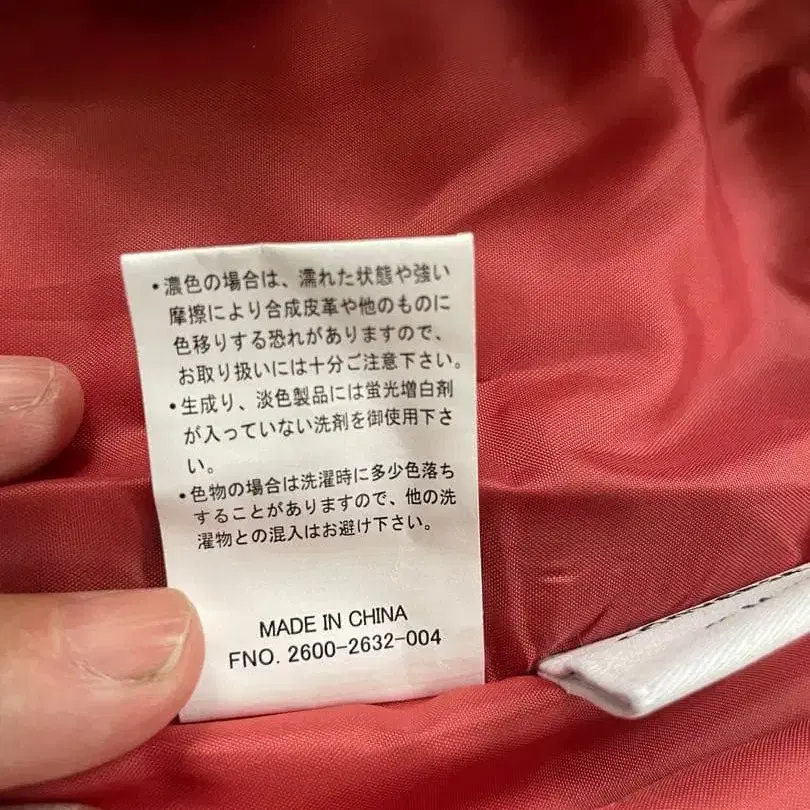 ・濃色の場合は、濡れた状態や強い
摩擦により合成皮革や他のものに
色移りする恐れがありますので、
お取り扱いには十分ご注意下さい。
・生成り、淡色製品には蛍光増白剤
が入っていない洗剤を御使用下さ
い。
・色物の場合は洗濯時に多少色落ち
することがありますので、他の洗
濯物との混入はお避け下さい。
MADE IN CHINA
FNO. 2600-2632-004